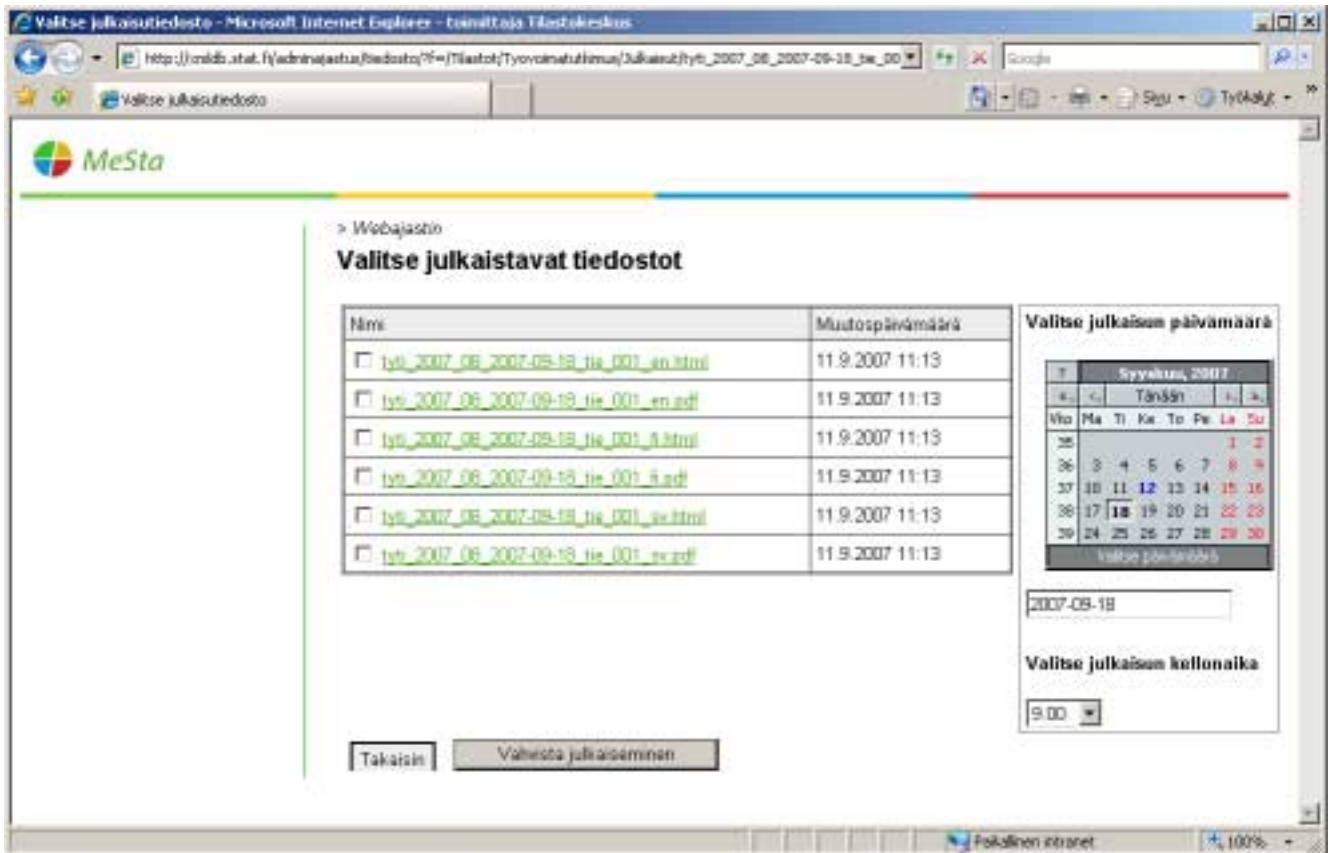 Valitse julkaisutiedosto - Microsoft Internet Explorer - toimittaja Tilastokeskus
Google
Valitse julkaisutiedosto
Sivu
Työkalut
MeSta
> Webajastin
Valitse julkaistavat tiedostot
Nimi Muutospäivämäärä
tyti_2007_08_2007-09-18_tie_001_en.html 11.9.2007 11:13
tyti_2007_08_2007-09-18_tie_001_en.pdf 11.9.2007 11:13
tyti_2007_08_2007-09-18_tie_001_fi.html 11.9.2007 11:13
tyti_2007_08_2007-09-18_tie_001_fi.pdf 11.9.2007 11:13
tyti_2007_08_2007-09-18_tie_001_sv.html 11.9.2007 11:13
tyti_2007_08_2007-09-18_tie_001_sv.pdf 11.9.2007 11:13
Valitse julkaisun päivämäärä
? Syyskuu, 2007
Tänään
Vko Ma Ti Ke To Pe La Su
35 1 2
36 3 4 5 6 7 8 9
37 10 11 12 13 14 15 16
38 17 18 19 20 21 22 23
39 24 25 26 27 28 29 30
Valitse päivämäärä
2007-09-18
Valitse julkaisun kellonaika
9.00
Takaisin Vahvista julkaiseminen
Paikallinen intranet 100%